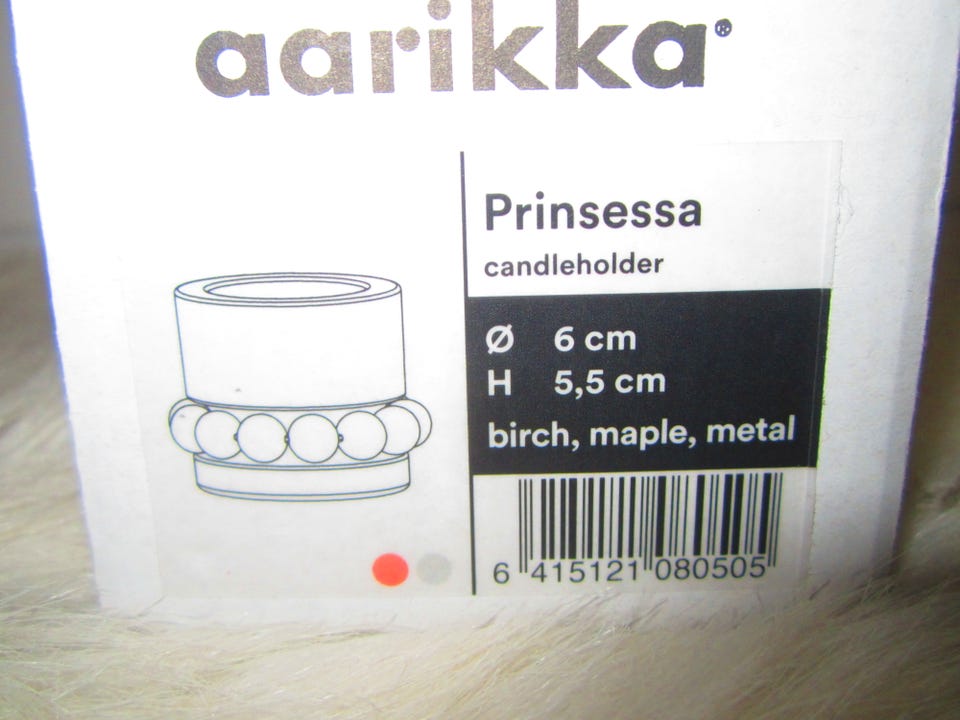 aarikka®
Prinsessa
candleholder
Ø 6 cm
H 5,5 cm
birch, maple, metal
6 415121 080505